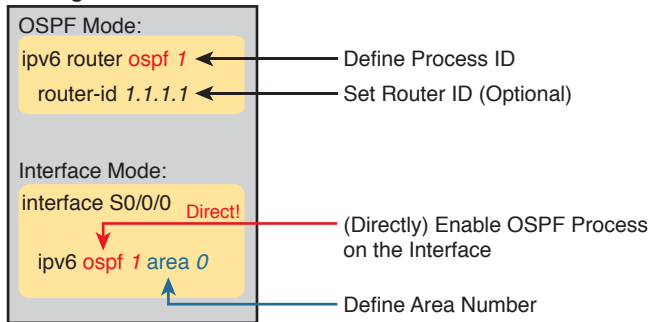 OSPF Mode:
ipv6 router ospf 1
Define Process ID
router-id 1.1.1.1
Set Router ID (Optional)
Interface Mode:
interface S0/0/0
Direct!
(Directly) Enable OSPF Process
on the Interface
ipv6 ospf 1 area 0
Define Area Number